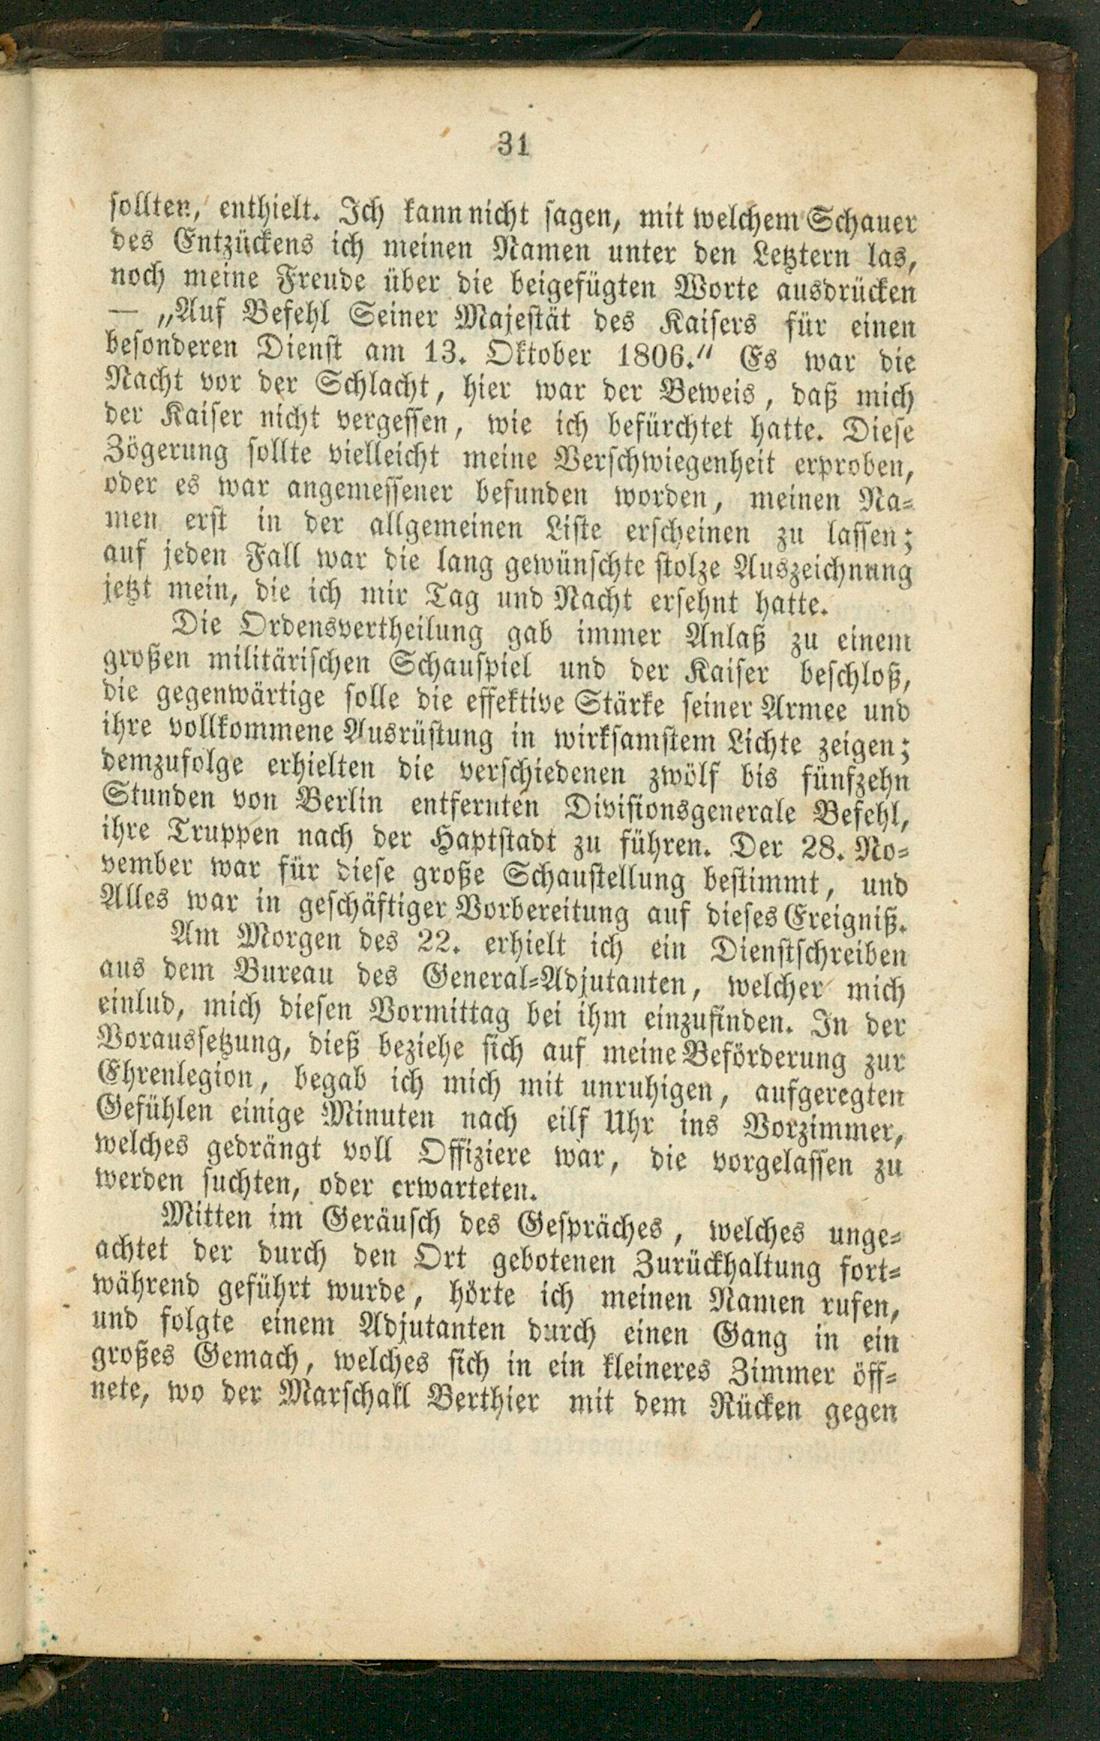 31
sollten, enthielt. Ich kann nicht sagen, mit welchem Schauer
des Entzückens ich meinen Namen unter den Letztern las,
noch meine Freude über die beigefügten Worte ausdrücken
— „Auf Befehl Seiner Majestät des Kaisers für einen
besonderen Dienst am 13. Oktober 1806.“ Es war die
Nacht vor der Schlacht, hier war der Beweis, daß mich
der Kaiser nicht vergessen, wie ich befürchtet hatte. Diese
Zögerung sollte vielleicht meine Verschwiegenheit erproben,
oder es war angemessener befunden worden, meinen Na-
men erst in der allgemeinen Liste erscheinen zu lassen;
auf jeden Fall war die lang gewünschte stolze Auszeichnung
jetzt mein, die ich mir Tag und Nacht ersehnt hatte.
Die Ordensvertheilung gab immer Anlaß zu einem
großen militärischen Schauspiel und der Kaiser beschloß,
die gegenwärtige solle die effektive Stärke seiner Armee und
ihre vollkommene Ausrüstung in wirksamstem Lichte zeigen;
demzufolge erhielten die verschiedenen zwölf bis fünfzehn
Stunden von Berlin entfernten Divisionsgenerale Befehl,
ihre Truppen nach der Haptstadt zu führen. Der 28. No-
vember war für diese große Schaustellung bestimmt, und
Alles war in geschäftiger Vorbereitung auf dieses Ereigniß.
Am Morgen des 22. erhielt ich ein Dienstschreiben
aus dem Bureau des General-Adjutanten, welcher mich
einlud, mich diesen Vormittag bei ihm einzufinden. In der
Voraussetzung, dieß beziehe sich auf meine Beförderung zur
Ehrenlegion, begab ich mich mit unruhigen, aufgeregten
Gefühlen einige Minuten nach eilf Uhr ins Vorzimmer,
welches gedrängt voll Offiziere war, die vorgelassen zu
werden suchten, oder erwarteten.
Mitten im Geräusch des Gespräches, welches unge-
achtet der durch den Ort gebotenen Zurückhaltung fort-
während geführt wurde, hörte ich meinen Namen rufen,
und folgte einem Adjutanten durch einen Gang in ein
großes Gemach, welches sich in ein kleineres Zimmer öff-
nete, wo der Marschall Berthier mit dem Rücken gegen